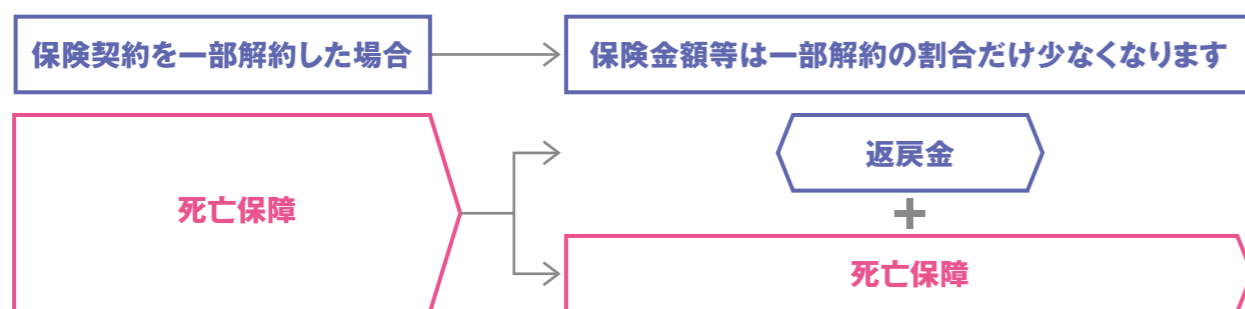 保険契約を一部解約した場合
保険金額等は一部解約の割合だけ少なくなります
死亡保障
返戻金
+
死亡保障